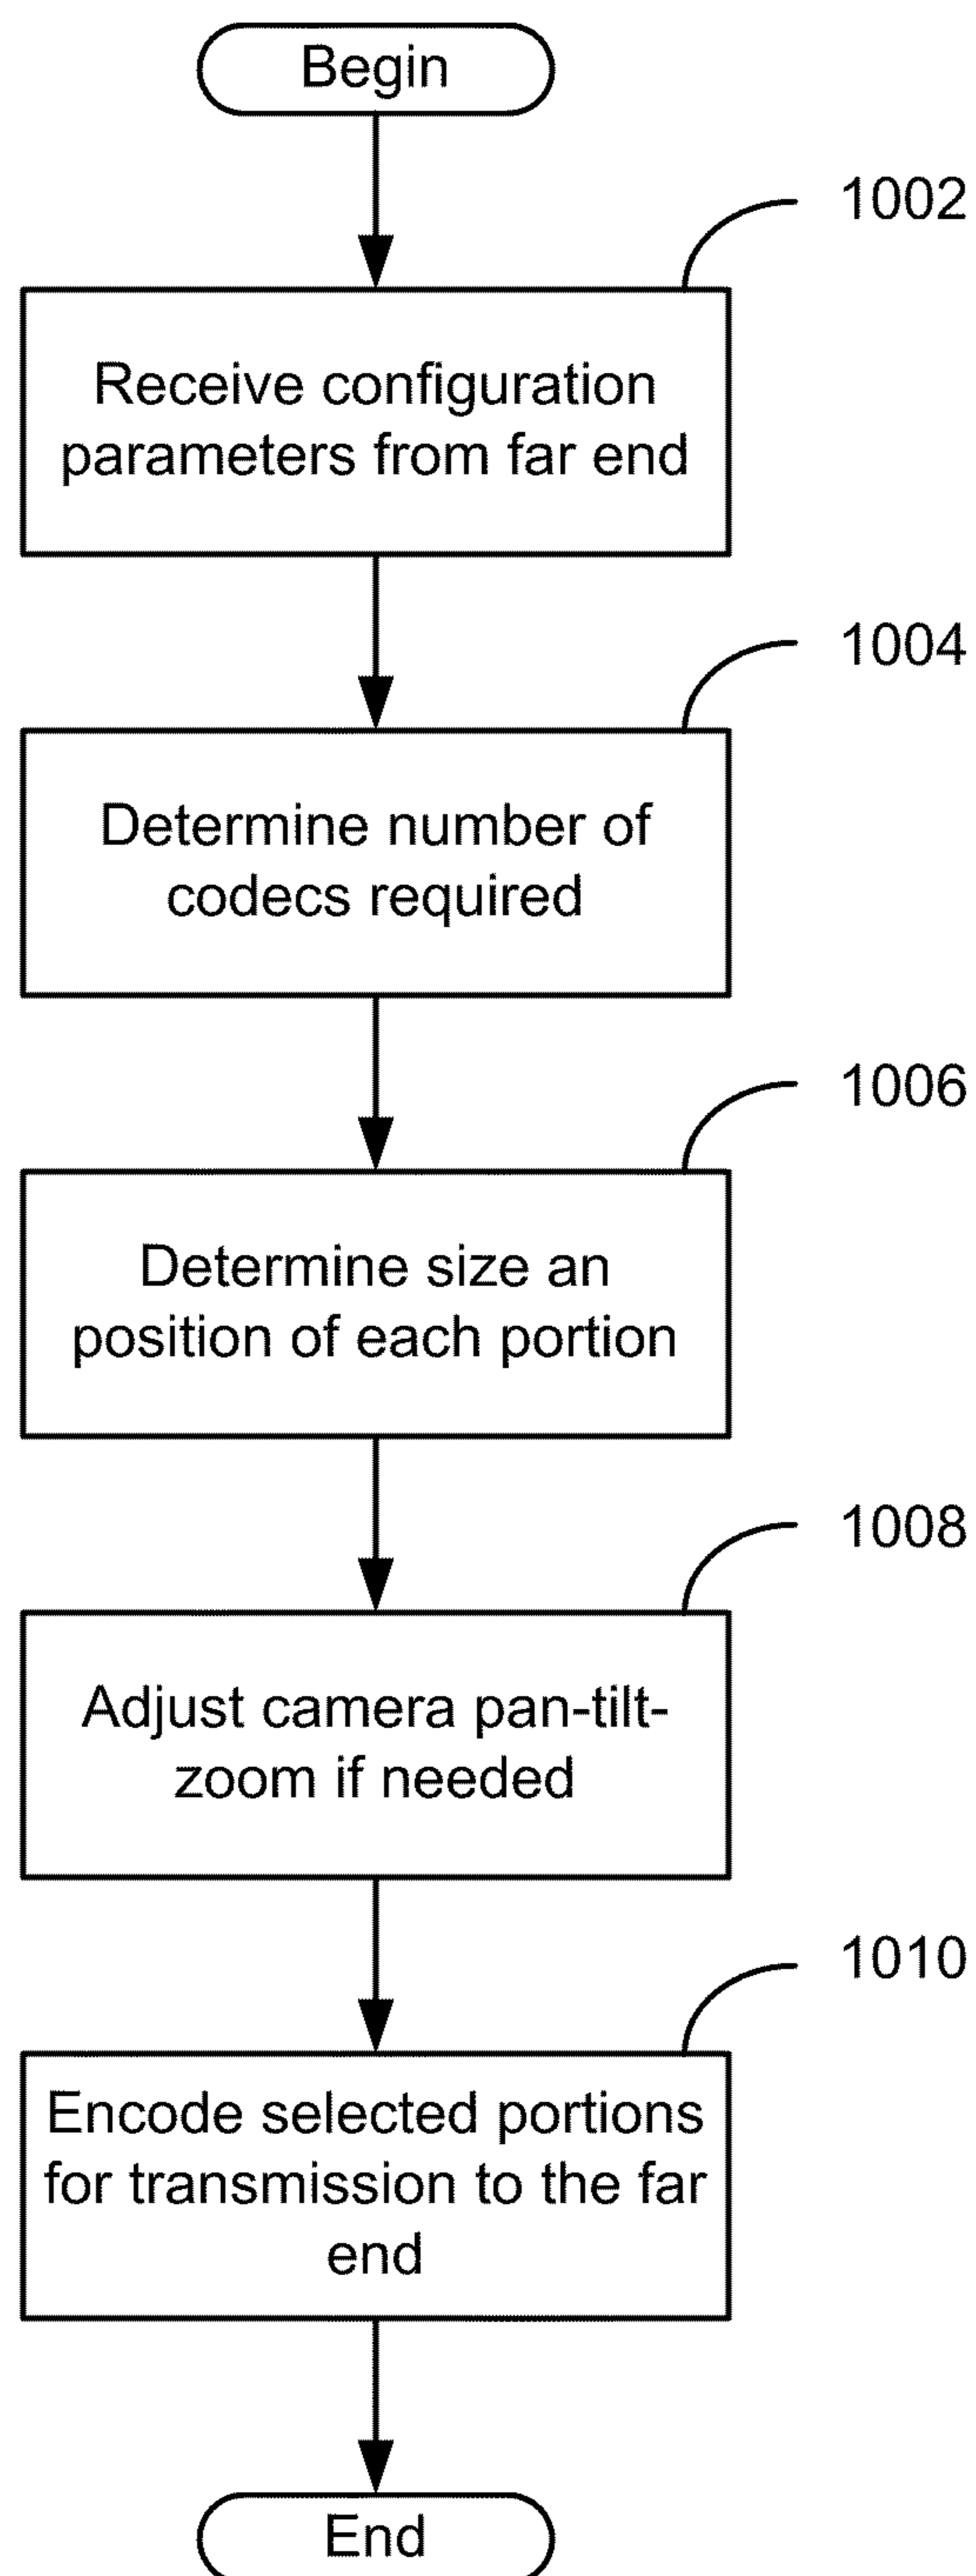 Begin
1002
Receive configuration
parameters from far end
1004
Determine number of
codecs required
1006
Determine size an
position of each portion
1008
Adjust camera pan-tilt-
zoom if needed
1010
Encode selected portions
for transmission to the far
end
End